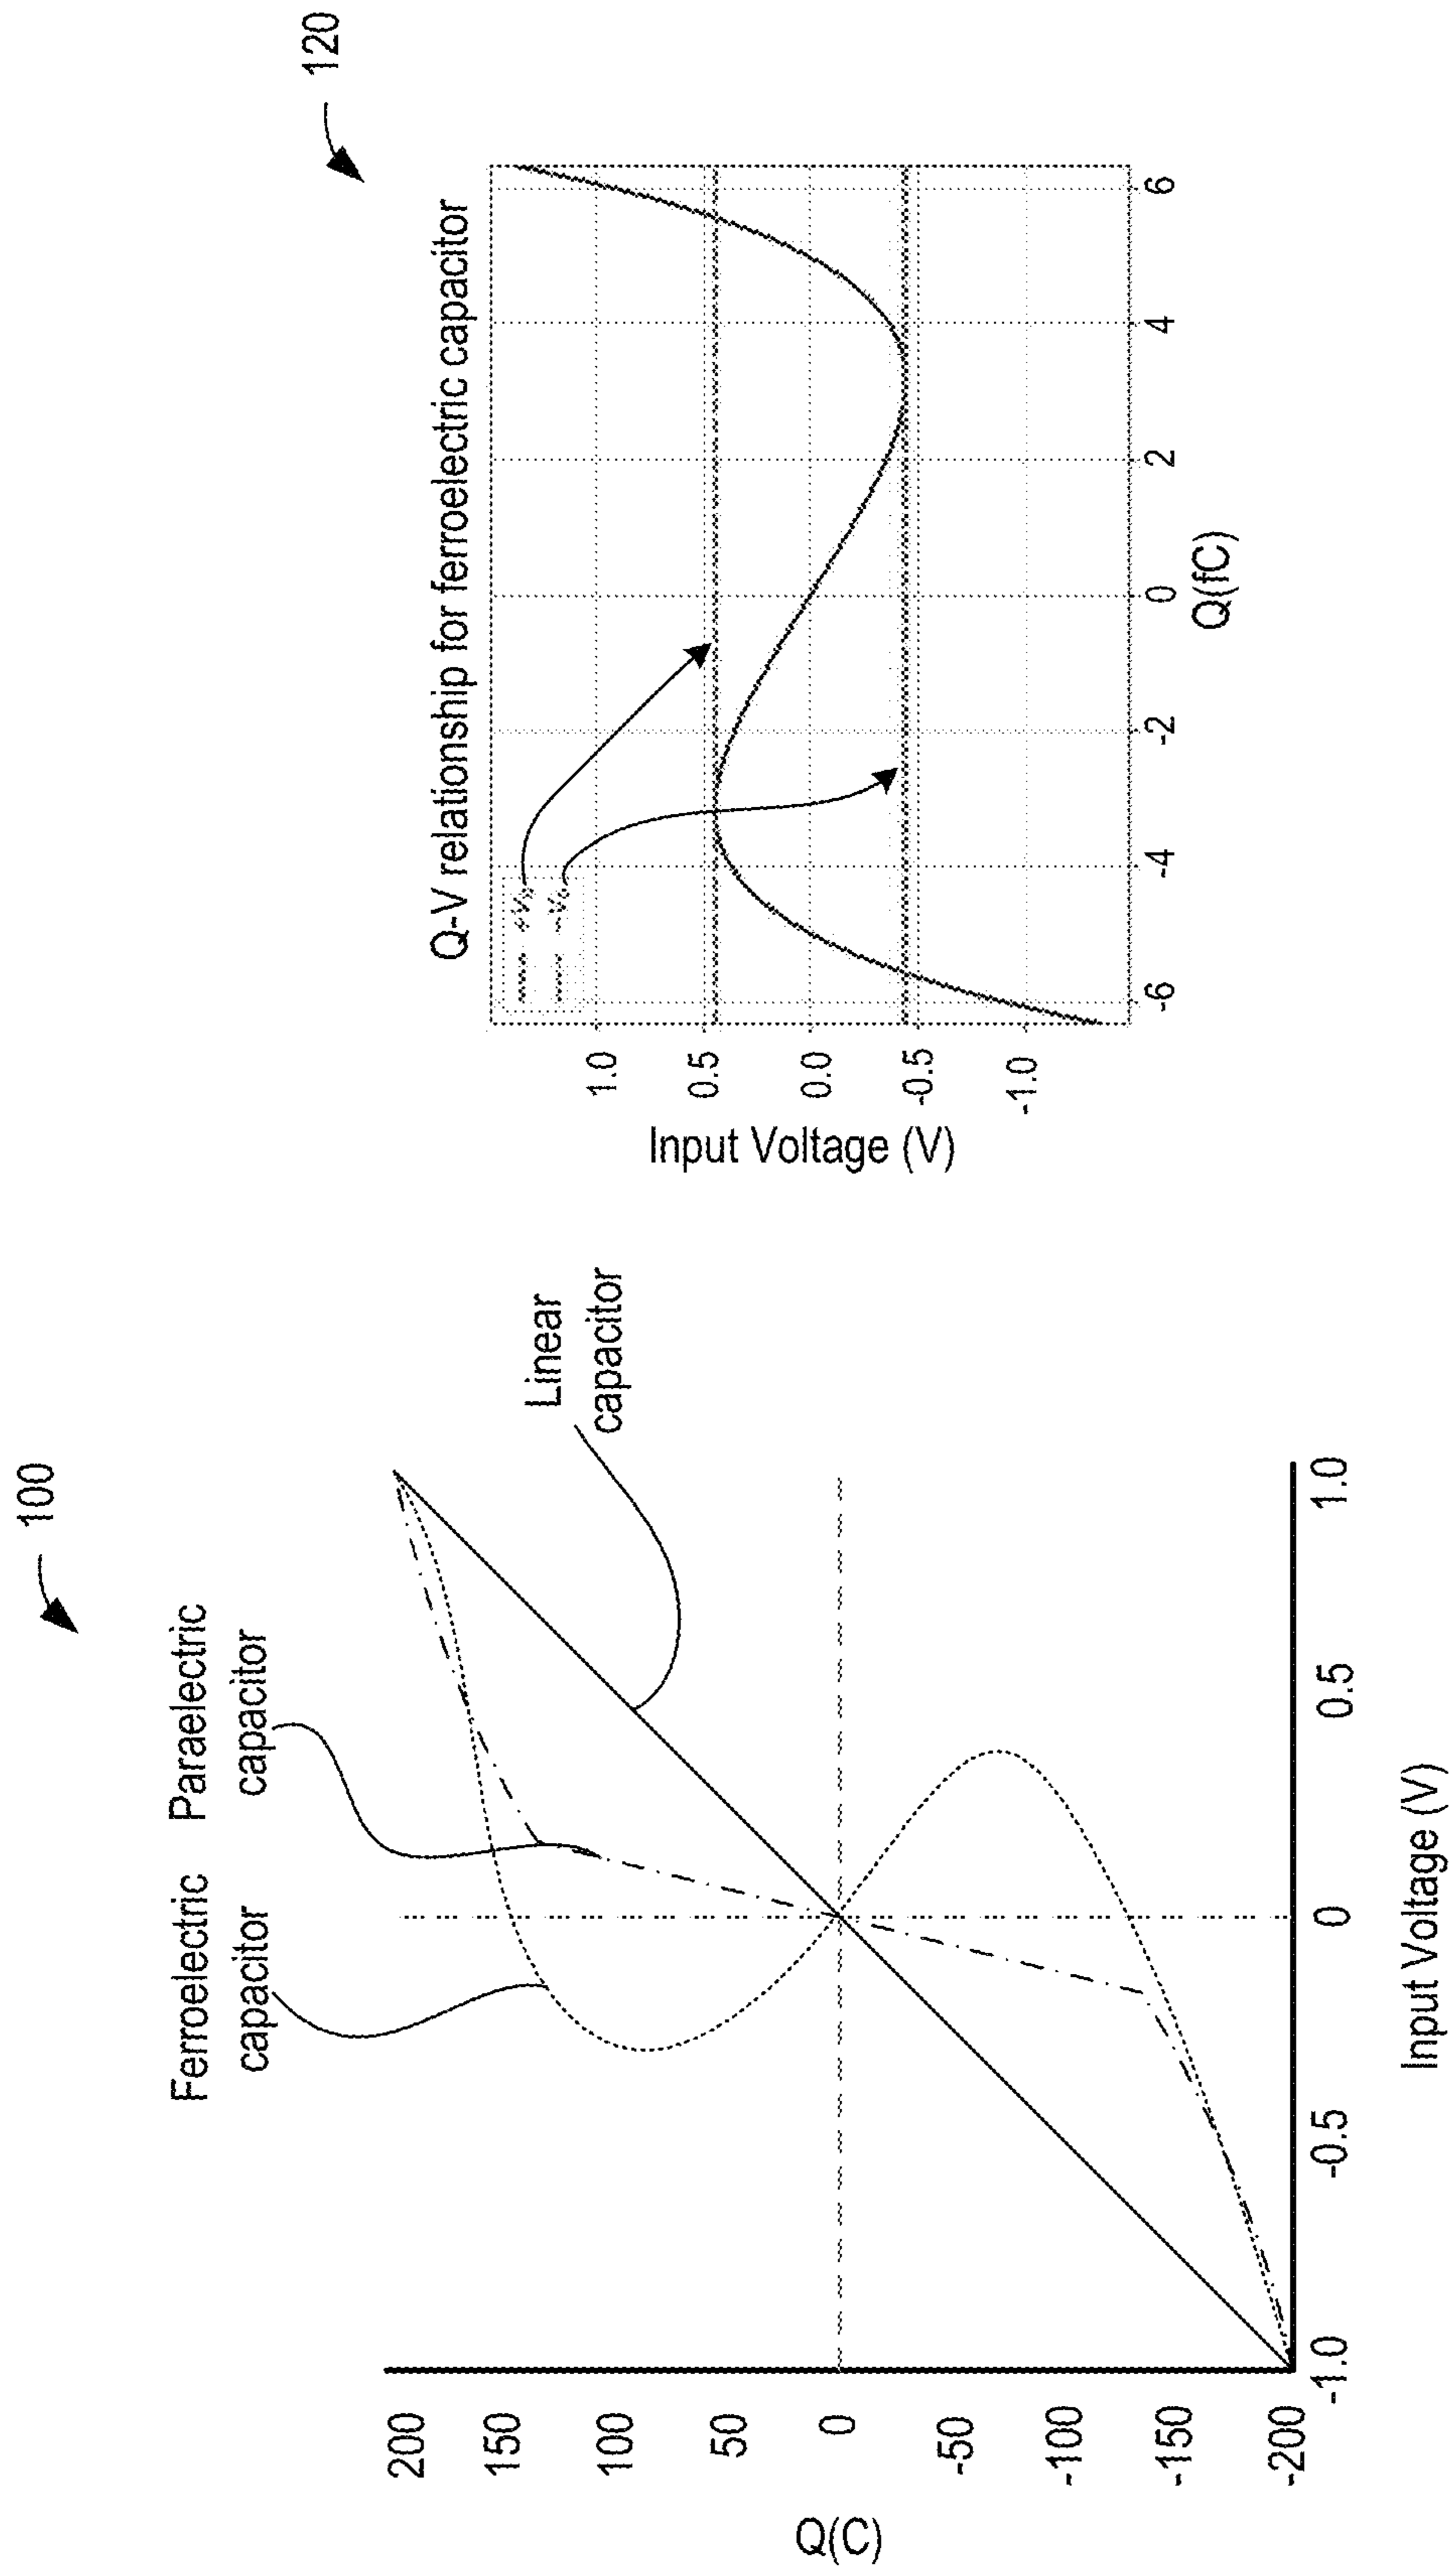 100
Ferroelectric
capacitor
Paraelectric
capacitor
Linear
capacitor
Q(C)
200
150
100
50
0
-50
-100
-150
-200
-1.0
-0.5
0
0.5
1.0
Input Voltage (V)
120
Q-V relationship for ferroelectric capacitor
Input Voltage (V)
1.0
0.5
0.0
-0.5
-1.0
-6
-4
-2
0
2
4
6
Q(fC)